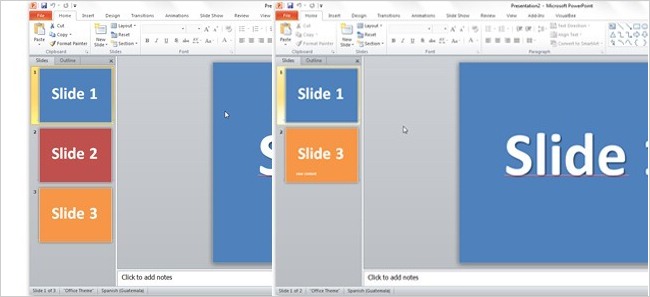 File Home Insert Design Transitions Animations Slide Show Review
Paste Cut Copy Format Painter
New Slide Layout Reset Section
Clipboard Slides Font
Slides Outline
1 Slide 1
2 Slide 2
3 Slide 3
Click to add notes
Slide 1 of 3 "Office Theme" Spanish (Guatemala)
Presentation2 - Microsoft PowerPoint
File Home Insert Design Transitions Animations Slide Show Review View Add-Ins
Paste Cut Copy Format Painter
New Slide Layout Reset Section
Text Direction
Align Text
Convert to SmartArt
Clipboard Slides Font Paragraph
Slides Outline
1 Slide 1
2 Slide 3
Slide
Click to add notes
Slide 1 of 2 "Office Theme" Spanish (Guatemala)